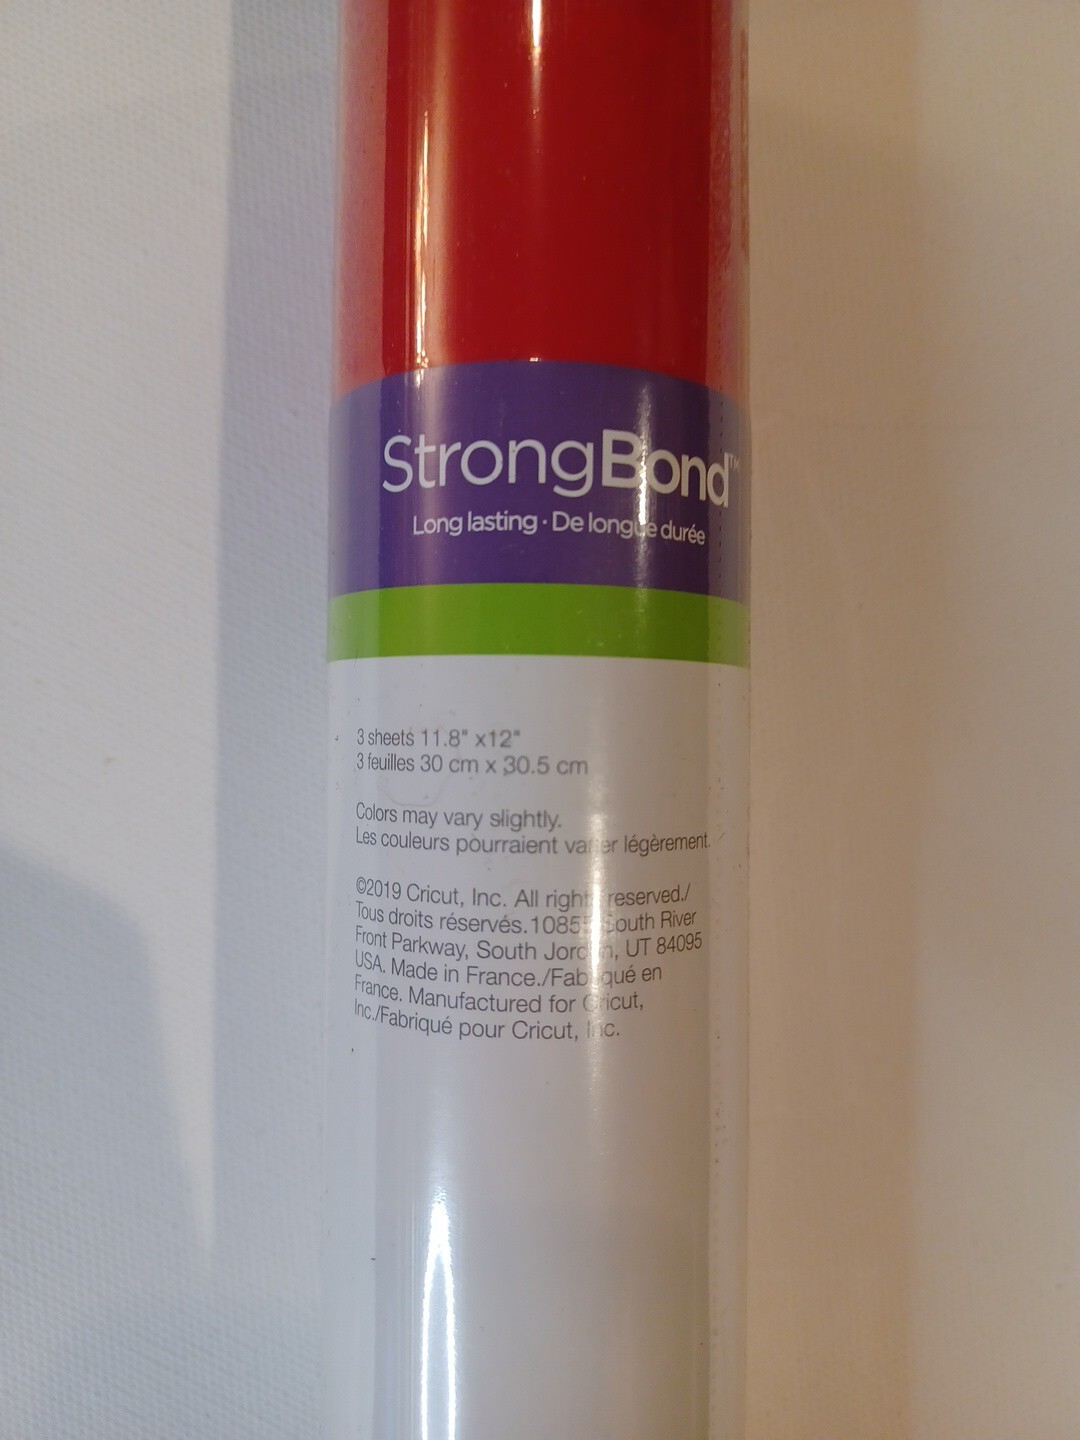 StrongBond™
Long lasting · De longue durée
3 sheets 11.8" x12"
3 feuilles 30 cm x 30.5 cm
Colors may vary slightly.
Les couleurs pourraient varier légèrement.
©2019 Cricut, Inc. All rights reserved./
Tous droits réservés.10855 South River
Front Parkway, South Jordan, UT 84095
USA. Made in France./Fabriqué en
France. Manufactured for Cricut,
Inc./Fabriqué pour Cricut, Inc.